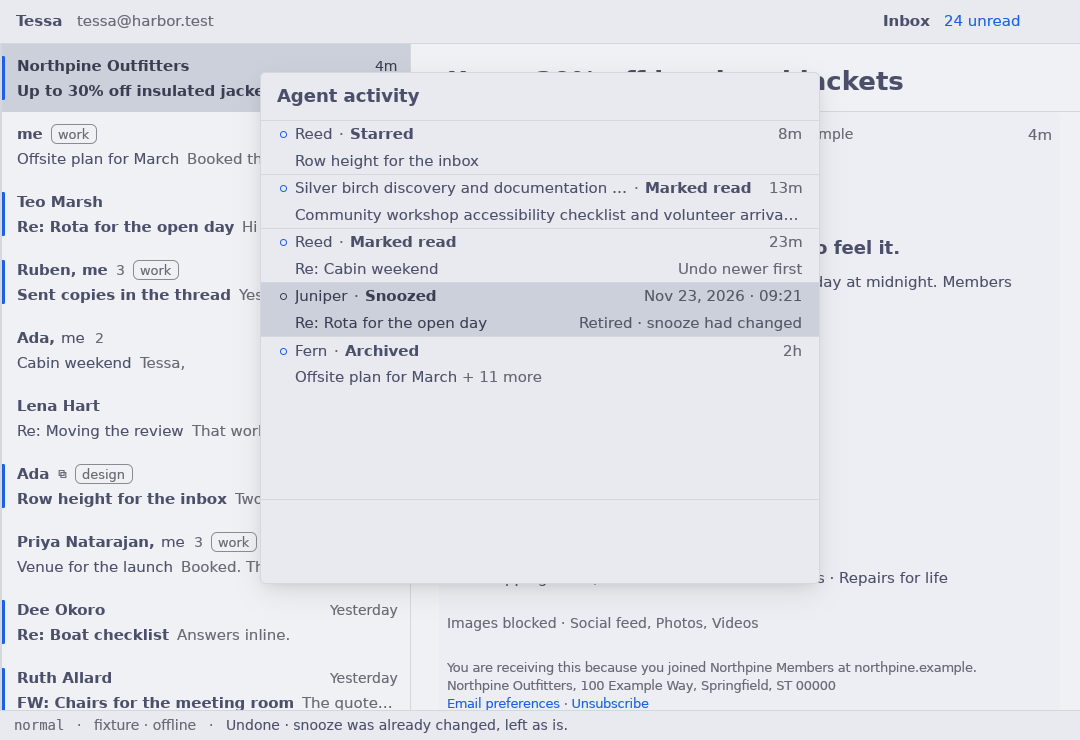 Tessa tessa@harbor.test Inbox 24 unread
Northpine Outfitters 4m
Up to 30% off insulated
ackets
me work
Offsite plan for March Booked
4m
Teo Marsh
Re: Rota for the open day Hi
Ruben, me 3 work
Sent copies in the thread
feel it.
at midnight. Members
Ada, me 2
Cabin weekend Tessa,
Lena Hart
Re: Moving the review That
Ada design
Row height for the inbox
Priya Natarajan, me 3 work
Venue for the launch Booked.
Dee Okoro Yesterday
Re: Boat checklist Answers inline.
Ruth Allard Yesterday
FW: Chairs for the meeting room The quote…
Agent activity
Reed · Starred 8m
Row height for the inbox
Silver birch discovery and documentation … · Marked read 13m
Community workshop accessibility checklist and volunteer arriva…
Reed · Marked read 23m
Re: Cabin weekend Undo newer first
Juniper · Snoozed Nov 23, 2026 · 09:21
Re: Rota for the open day Retired · snooze had changed
Fern · Archived 2h
Offsite plan for March + 11 more
· Repairs for life
Images blocked · Social feed, Photos, Videos
You are receiving this because you joined Northpine Members at northpine.example.
Northpine Outfitters, 100 Example Way, Springfield, ST 00000
Email preferences · Unsubscribe
normal · fixture · offline · Undone · snooze was already changed, left as is.